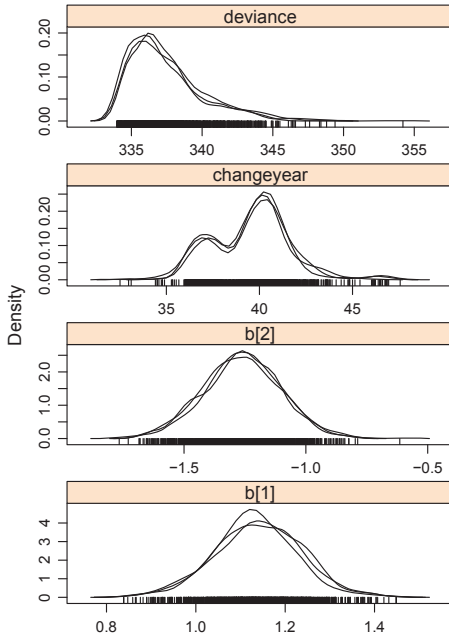 deviance
0.00 0.10 0.20
335 340 345 350 355
changeyear
0.00 0.10 0.20
35 40 45
Density
b[2]
0.0 1.0 2.0
−1.5 −1.0 −0.5
b[1]
0 1 2 3 4
0.8 1.0 1.2 1.4